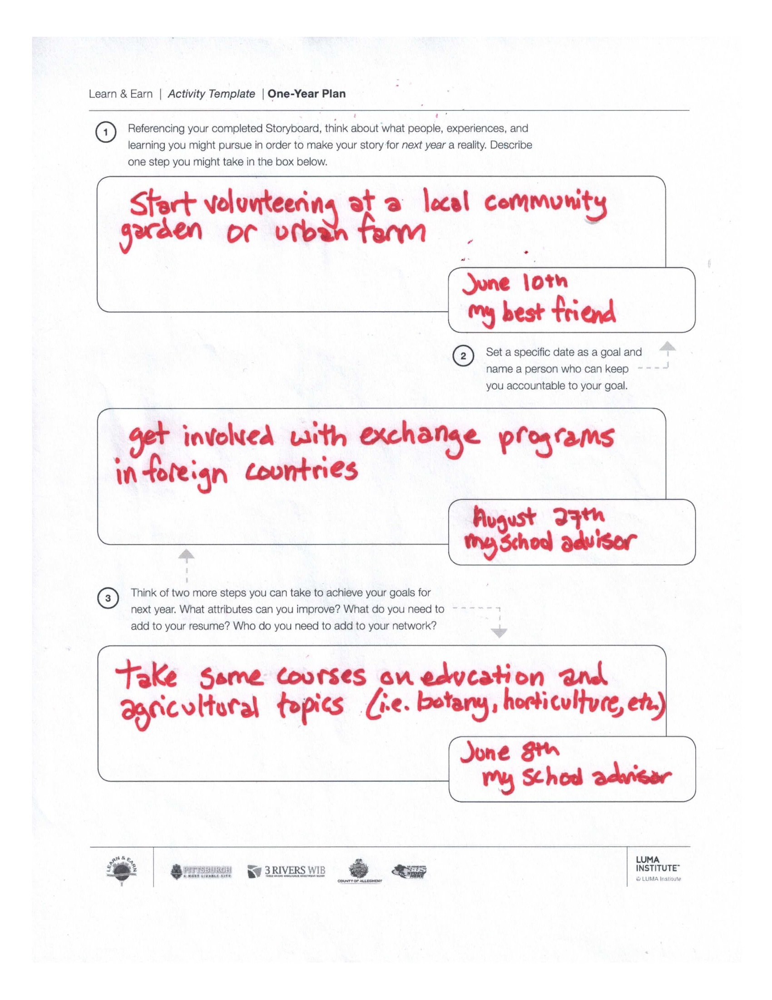 Learn & Earn | Activity Template | One-Year Plan
1
Referencing your completed Storyboard, think about what people, experiences, and
learning you might pursue in order to make your story for next year a reality. Describe
one step you might take in the box below.
Start volunteering at a local community
garden or urban farm
June 10th
my best friend
2
Set a specific date as a goal and
name a person who can keep
you accountable to your goal.
get involved with exchange programs
in foreign countries
August 27th
my school advisor
3
Think of two more steps you can take to achieve your goals for
next year. What attributes can you improve? What do you need to
add to your resume? Who do you need to add to your network?
take some courses on education and
agricultural topics (i.e. botany, horticulture, etc.)
June 8th
my school advisor
LEARN & EARN
PITTSBURGH
A MOST LIVABLE CITY
3 RIVERS WIB
THREE RIVERS WORKFORCE INVESTMENT BOARD
COUNTY OF ALLEGHENY
LUMA
INSTITUTE™
© LUMA Institute